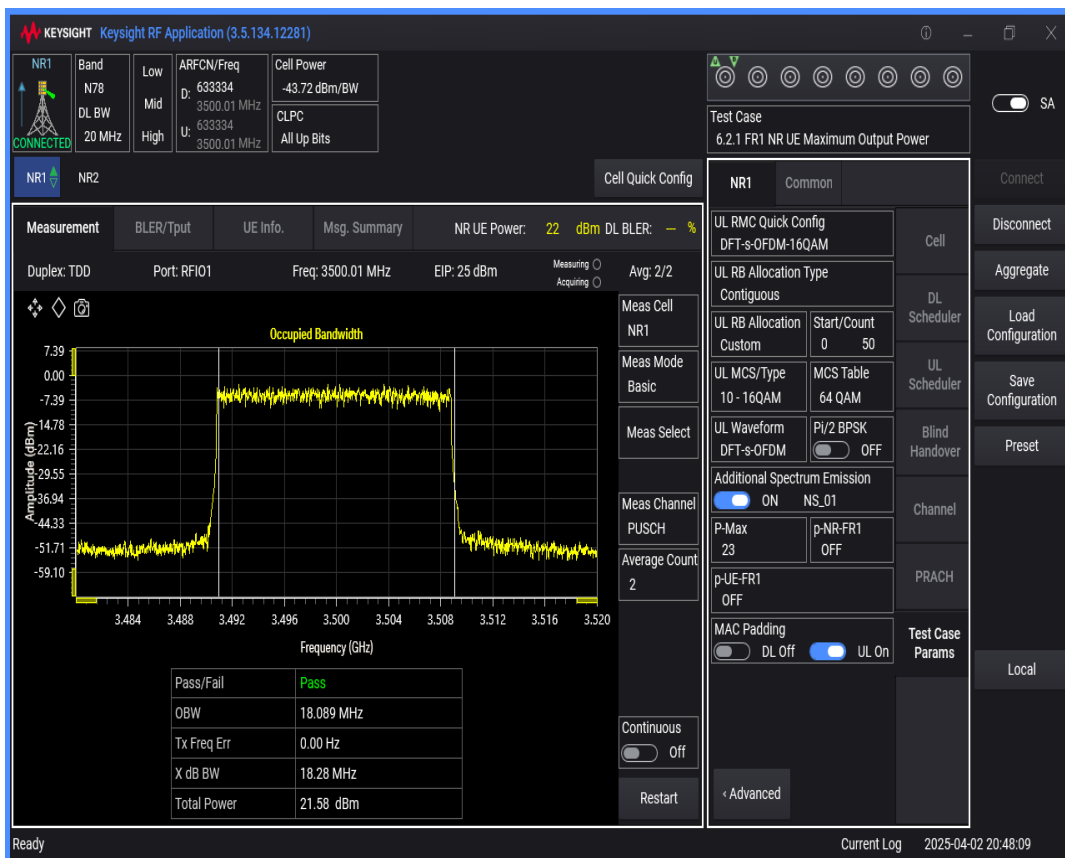 KEYSIGHT Keysight RF Application (3.5.134.12281)
NR1
CONNECTED
Band
N78
DL BW
20 MHz
Low
Mid
High
ARFCN/Freq
D: 633334
3500.01 MHz
U: 633334
3500.01 MHz
Cell Power
-43.72 dBm/BW
CLPC
All Up Bits
Test Case
6.2.1 FR1 NR UE Maximum Output Power
SA
NR1 NR2 Cell Quick Config
Measurement BLER/Tput UE Info. Msg. Summary NR UE Power: 22 dBm DL BLER: — %
Duplex: TDD Port: RFIO1 Freq: 3500.01 MHz EIP: 25 dBm Measuring Avg: 2/2
Acquiring
Occupied Bandwidth
Amplitude (dBm)
7.39
0.00
-7.39
-14.78
-22.16
-29.55
-36.94
-44.33
-51.71
-59.10
3.484 3.488 3.492 3.496 3.500 3.504 3.508 3.512 3.516 3.520
Frequency (GHz)
Pass/Fail Pass
OBW 18.089 MHz
Tx Freq Err 0.00 Hz
X dB BW 18.28 MHz
Total Power 21.58 dBm
Meas Cell
NR1
Meas Mode
Basic
Meas Select
Meas Channel
PUSCH
Average Count
2
Continuous
Off
Restart
NR1 Common
UL RMC Quick Config
DFT-s-OFDM-16QAM
UL RB Allocation Type
Contiguous
UL RB Allocation Start/Count
Custom 0 50
UL MCS/Type MCS Table
10 - 16QAM 64 QAM
UL Waveform Pi/2 BPSK
DFT-s-OFDM OFF
Additional Spectrum Emission
ON NS_01
P-Max p-NR-FR1
23 OFF
p-UE-FR1
OFF
MAC Padding
DL Off UL On
‹ Advanced
Cell
DL
Scheduler
UL
Scheduler
Blind
Handover
Channel
PRACH
Test Case
Params
Connect
Disconnect
Aggregate
Load
Configuration
Save
Configuration
Preset
Local
Ready Current Log 2025-04-02 20:48:09